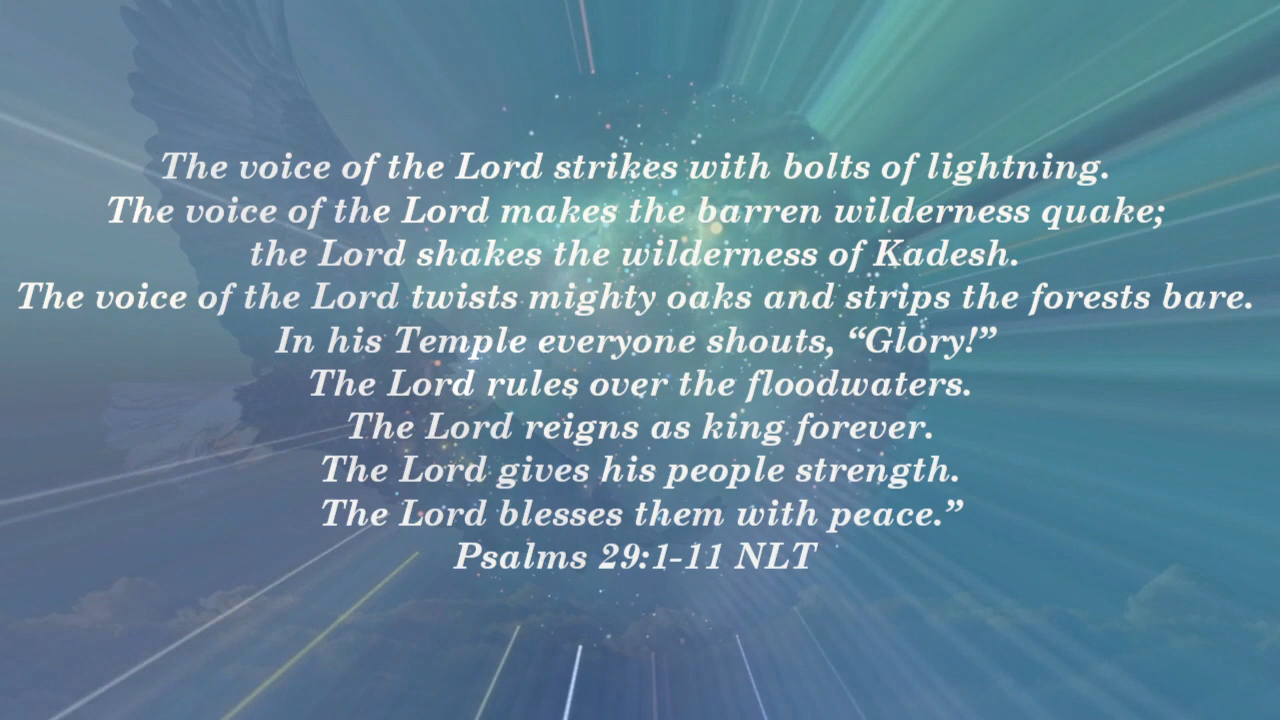 The voice of the Lord strikes with bolts of lightning.
The voice of the Lord makes the barren wilderness quake;
the Lord shakes the wilderness of Kadesh.
The voice of the Lord twists mighty oaks and strips the forests bare.
In his Temple everyone shouts, “Glory!”
The Lord rules over the floodwaters.
The Lord reigns as king forever.
The Lord gives his people strength.
The Lord blesses them with peace.”
Psalms 29:1-11 NLT